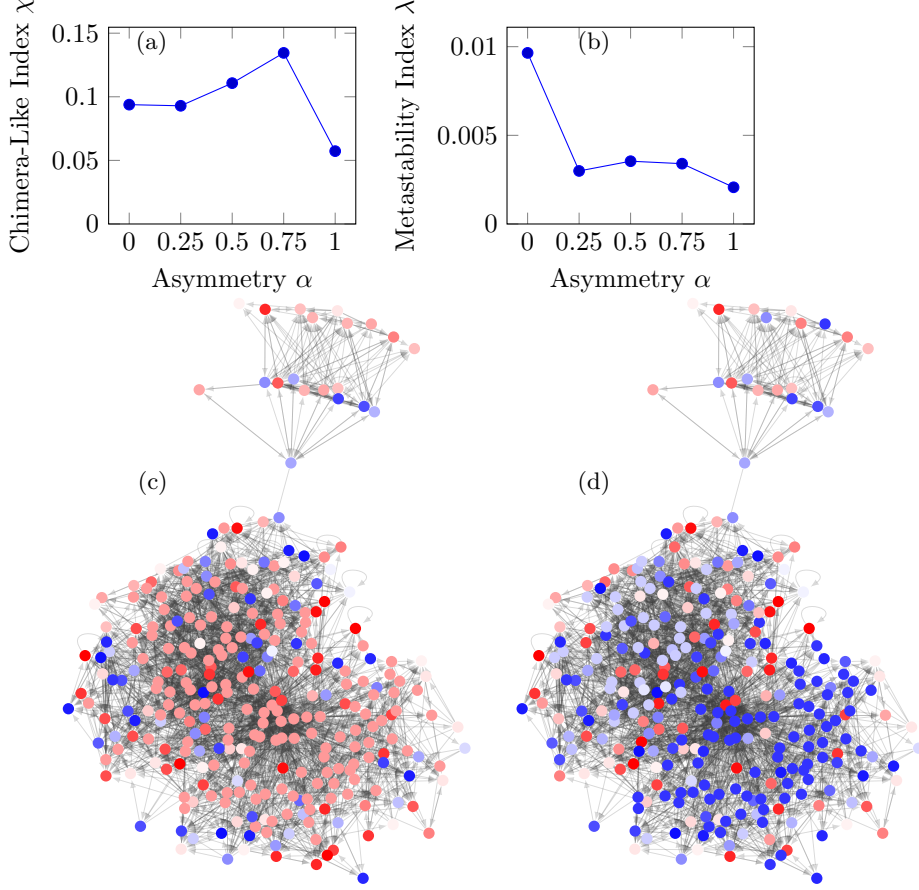 Chimera-Like Index χ
0.15
0.1
0.05
0
(a)
0 0.25 0.5 0.75 1
Asymmetry α
Metastability Index λ
0.01
0.005
0
(b)
0 0.25 0.5 0.75 1
Asymmetry α
(c)
(d)